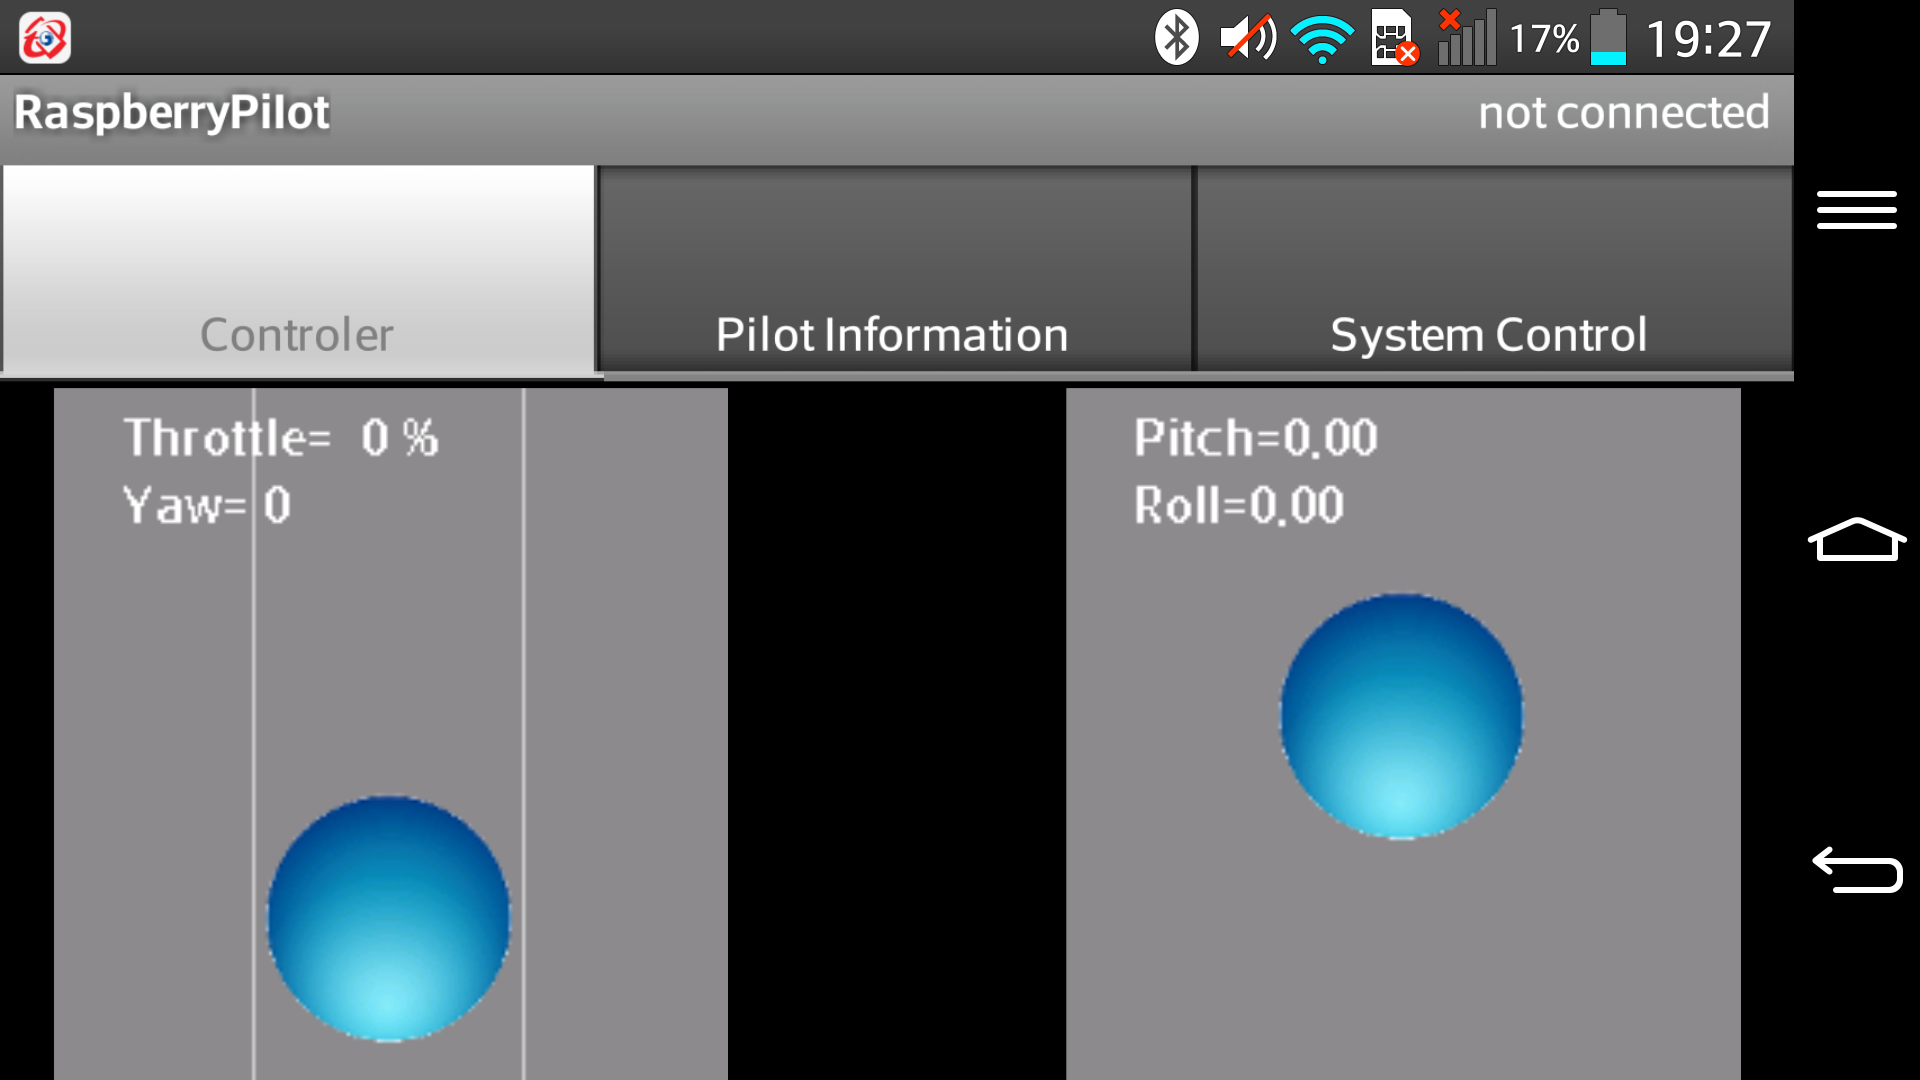 17% 19:27
RaspberryPilot not connected
Controler Pilot Information System Control
Throttle= 0 %
Yaw= 0
Pitch=0.00
Roll=0.00